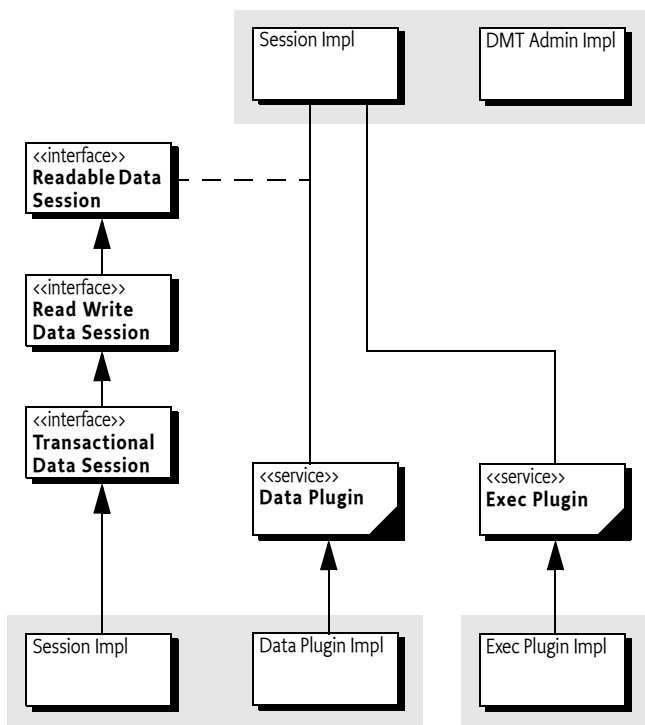 Session Impl
DMT Admin Impl
<<interface>>
Readable Data
Session
<<interface>>
Read Write
Data Session
<<interface>>
Transactional
Data Session
<<service>>
Data Plugin
<<service>>
Exec Plugin
Session Impl
Data Plugin Impl
Exec Plugin Impl